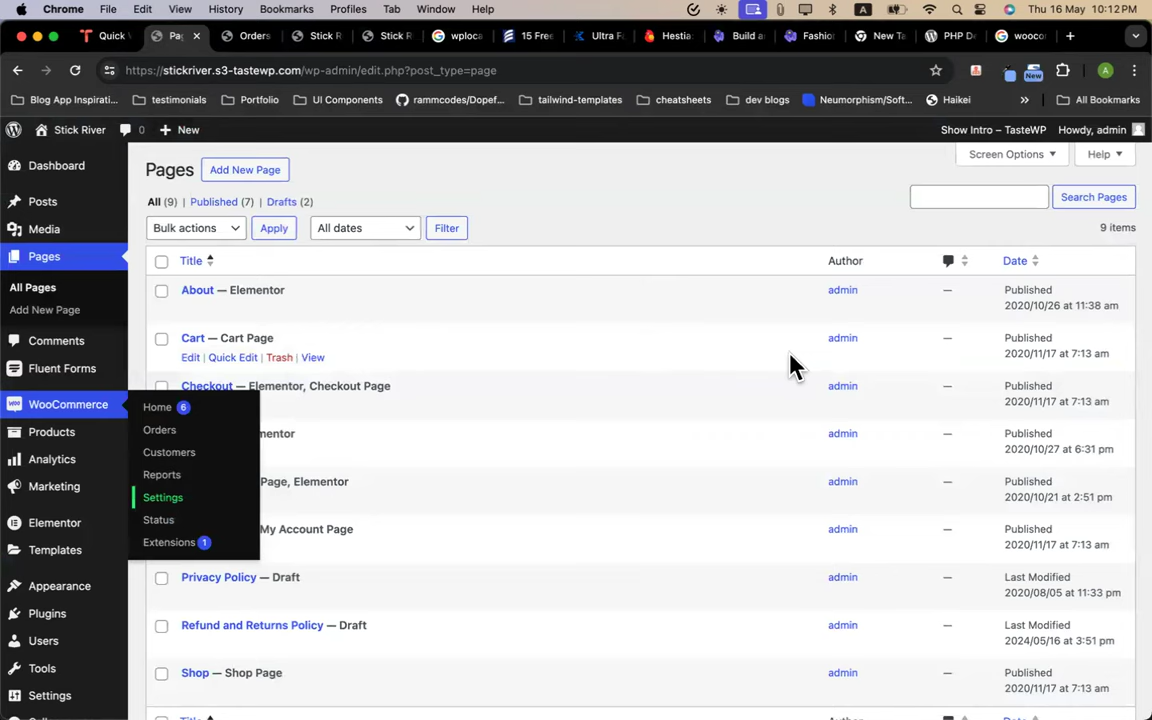 Chrome File Edit View History Bookmarks Profiles Tab Window Help A Thu 16 May 10:12 PM
Quick Pa Orders Stick R Stick R wploca 15 Free Ultra F Hestia Build a Fashio New Ta PHP D wooco
https://stickriver.s3-tastewp.com/wp-admin/edit.php?post_type=page New A
Blog App Inspirati... testimonials Portfolio UI Components rammcodes/Dopef... tailwind-templates cheatsheets dev blogs Neumorphism/Soft... Haikei » All Bookmarks
Stick River 0 New Show Intro – TasteWP Howdy, admin
Screen Options Help
Dashboard
Posts
Media
Pages
All Pages
Add New Page
Comments
Fluent Forms
WooCommerce
Products
Analytics
Marketing
Elementor
Templates
Appearance
Plugins
Users
Tools
Settings
Home 6
Orders
Customers
Reports
Settings
Status
Extensions 1
Pages Add New Page
All (9) | Published (7) | Drafts (2)
Search Pages
Bulk actions Apply All dates Filter 9 items
Title Author Date
About — Elementor admin — Published
2020/10/26 at 11:38 am
Cart — Cart Page admin — Published
Edit | Quick Edit | Trash | View 2020/11/17 at 7:13 am
Checkout — Elementor, Checkout Page admin — Published
2020/11/17 at 7:13 am
mentor admin — Published
2020/10/27 at 6:31 pm
Page, Elementor admin — Published
2020/10/21 at 2:51 pm
My Account Page admin — Published
2020/11/17 at 7:13 am
Privacy Policy — Draft admin — Last Modified
2020/08/05 at 11:33 pm
Refund and Returns Policy — Draft admin — Last Modified
2024/05/16 at 3:51 pm
Shop — Shop Page admin — Published
2020/11/17 at 7:13 am
Title Author Date